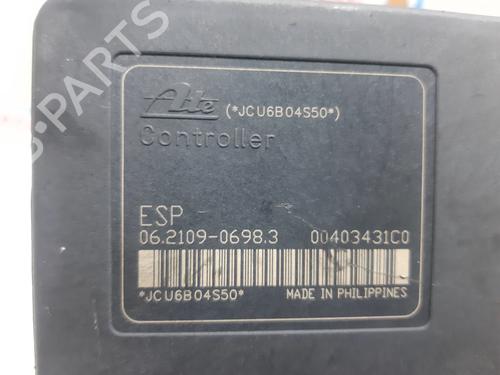 Ate (*JCU6B04S50*)
Controller
ESP
06.2109-0698.3 00403431C0
*JCU6B04S50* MADE IN PHILIPPINES
B-PARTS